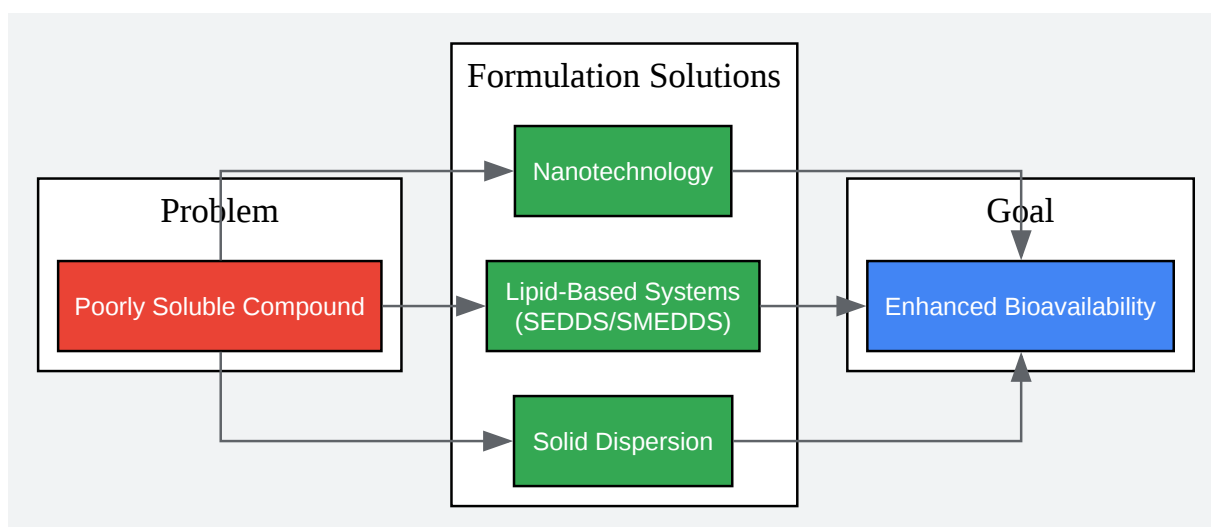 Problem
Poorly Soluble Compound
Formulation Solutions
Nanotechnology
Lipid-Based Systems
(SEDDS/SMEDDS)
Solid Dispersion
Goal
Enhanced Bioavailability